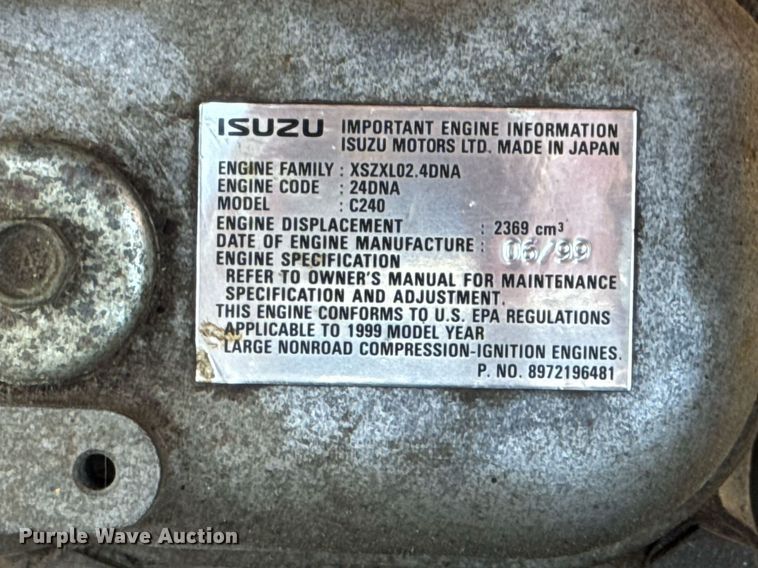 ISUZU IMPORTANT ENGINE INFORMATION
ISUZU MOTORS LTD. MADE IN JAPAN
ENGINE FAMILY : XSZXL02.4DNA
ENGINE CODE : 24DNA
MODEL : C240
ENGINE DISPLACEMENT : 2369 cm³
DATE OF ENGINE MANUFACTURE : 06/99
ENGINE SPECIFICATION
REFER TO OWNER'S MANUAL FOR MAINTENANCE
SPECIFICATION AND ADJUSTMENT.
THIS ENGINE CONFORMS TO U.S. EPA REGULATIONS
APPLICABLE TO 1999 MODEL YEAR
LARGE NONROAD COMPRESSION-IGNITION ENGINES.
P. NO. 8972196481
Purple Wave Auction